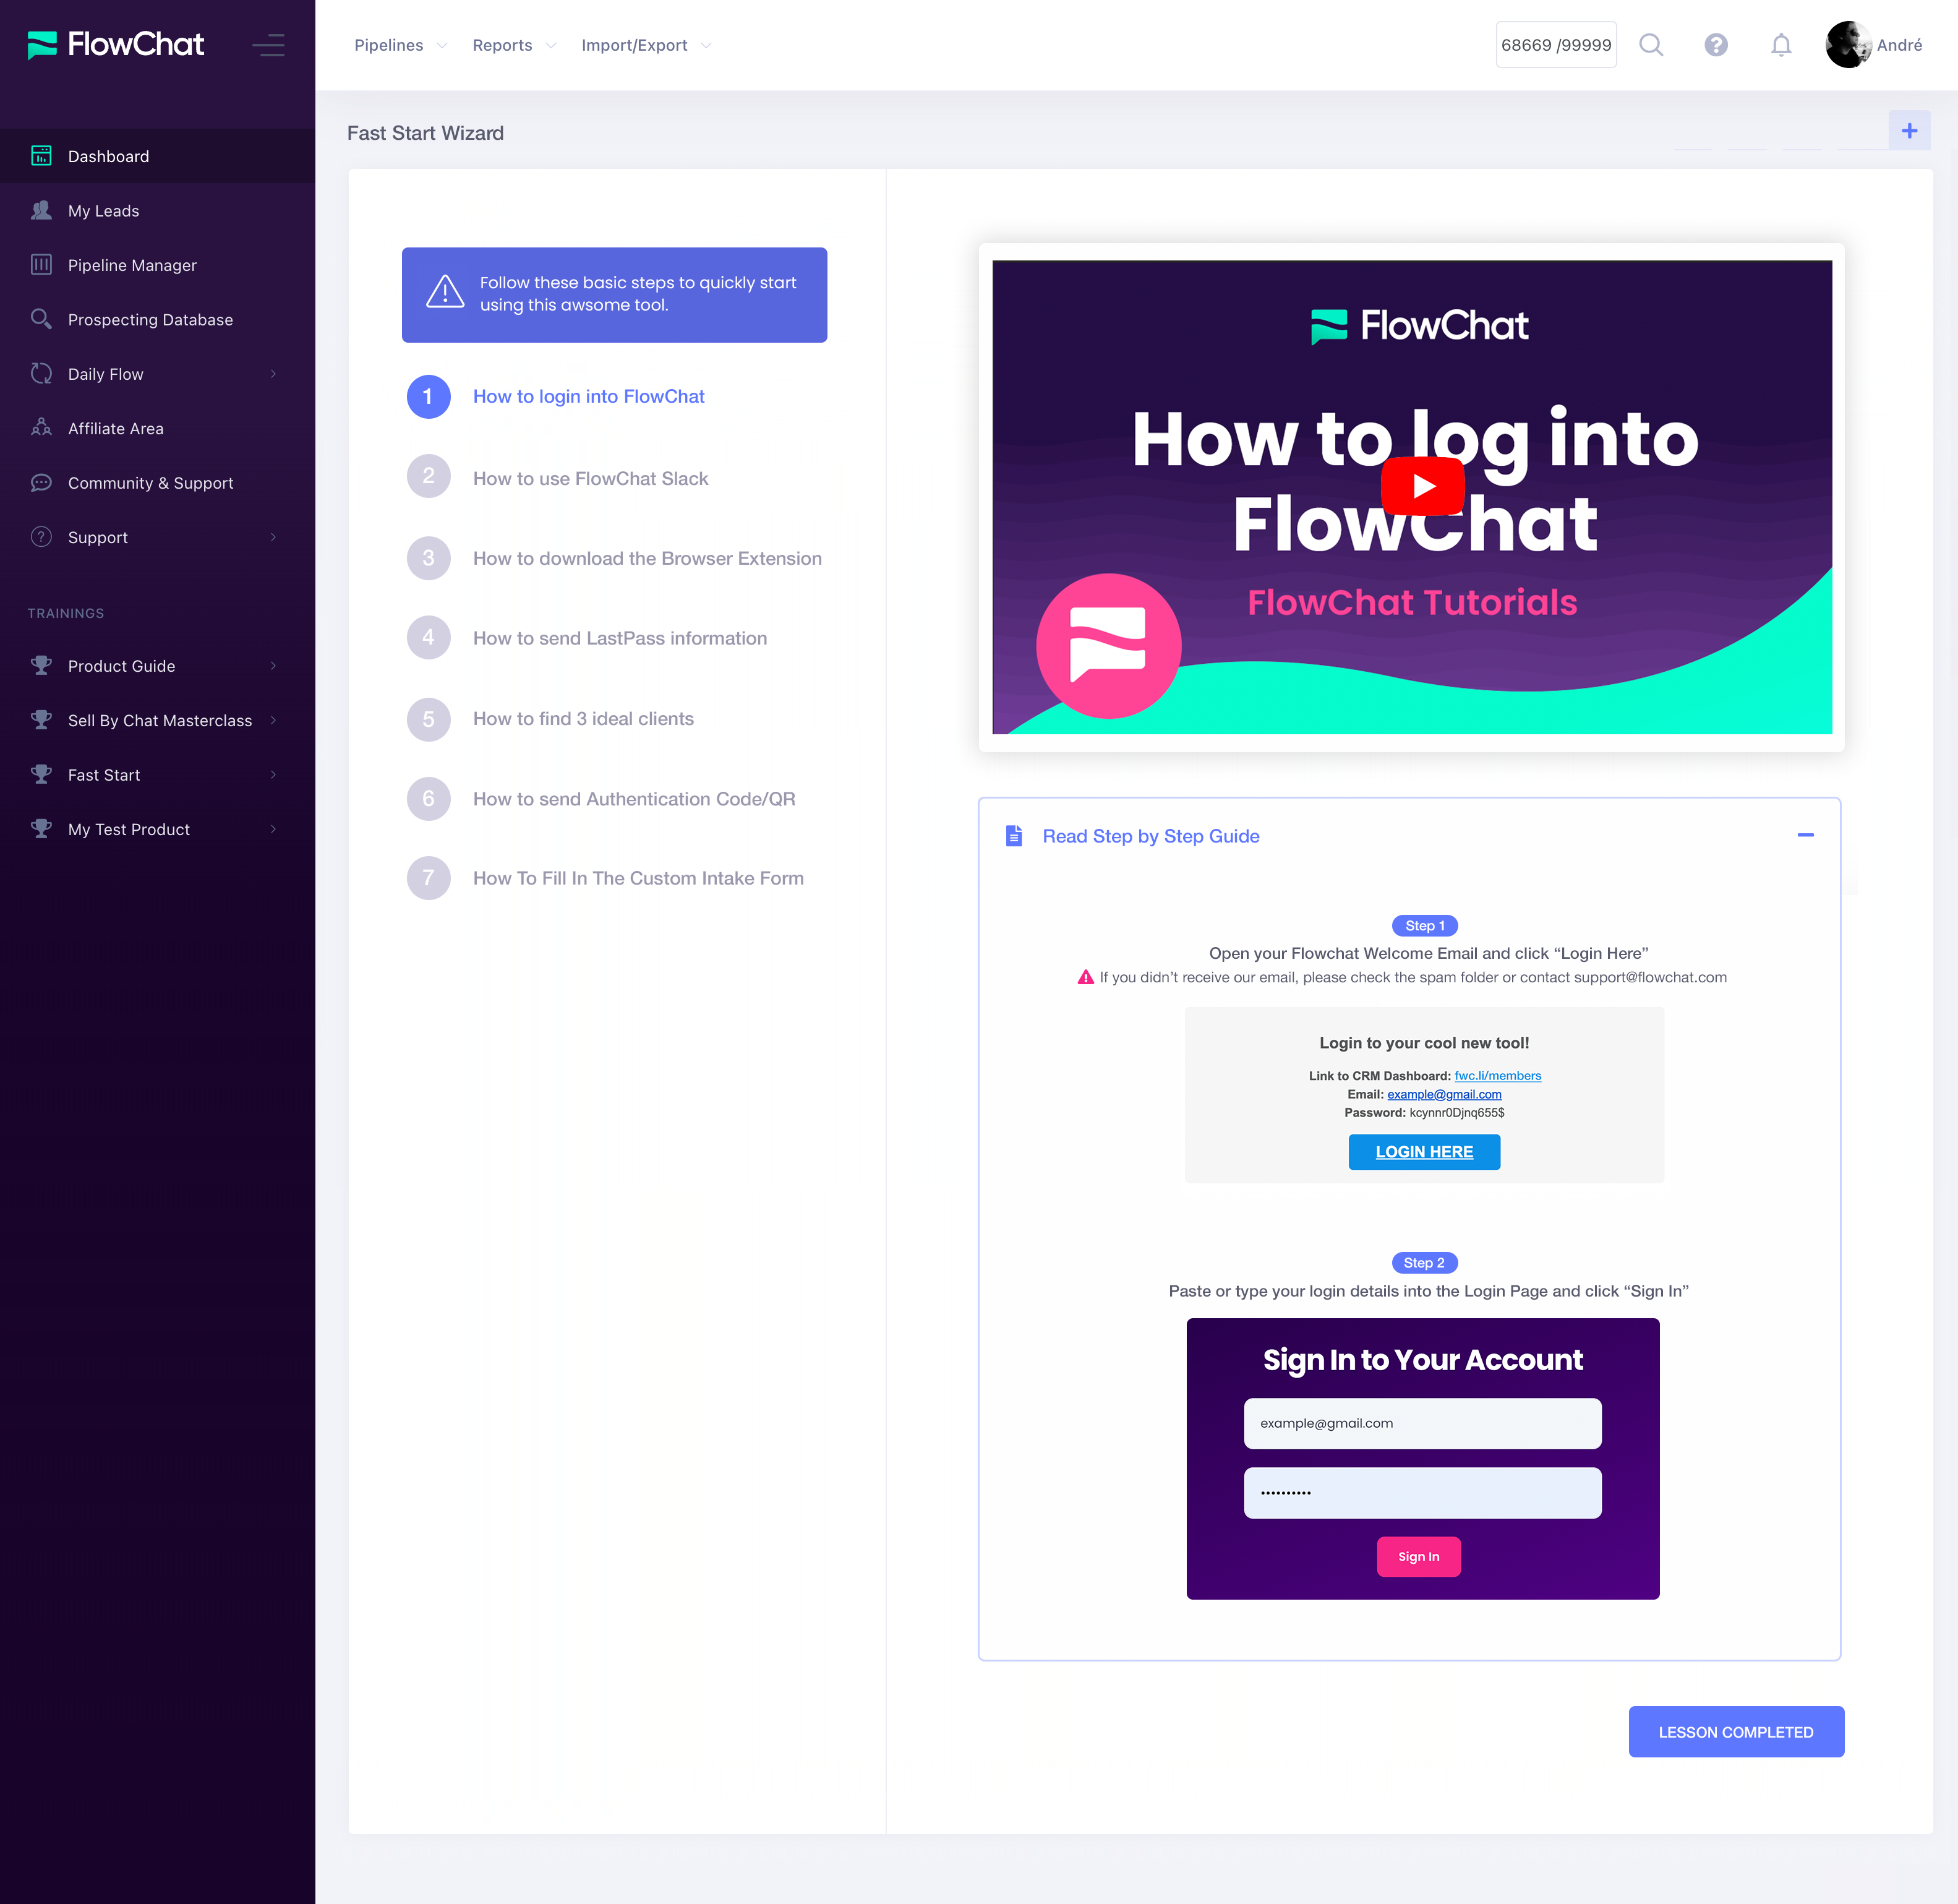 FlowChat
Pipelines
Reports
Import/Export
68669 /99999
?
André
Dashboard
My Leads
Pipeline Manager
Prospecting Database
Daily Flow
Affiliate Area
Community & Support
? Support
TRAININGS
Product Guide
Sell By Chat Masterclass
Fast Start
My Test Product
Fast Start Wizard
+
Follow these basic steps to quickly start
using this awsome tool.
1 How to login into FlowChat
2 How to use FlowChat Slack
3 How to download the Browser Extension
4 How to send LastPass information
5 How to find 3 ideal clients
6 How to send Authentication Code/QR
7 How To Fill In The Custom Intake Form
FlowChat
How to log into
FlowChat
FlowChat Tutorials
Read Step by Step Guide
Step 1
Open your Flowchat Welcome Email and click “Login Here”
If you didn’t receive our email, please check the spam folder or contact support@flowchat.com
Login to your cool new tool!
Link to CRM Dashboard: fwc.li/members
Email: example@gmail.com
Password: kcynnr0Djnq655$
LOGIN HERE
Step 2
Paste or type your login details into the Login Page and click “Sign In”
Sign In to Your Account
example@gmail.com
••••••••••
Sign In
LESSON COMPLETED